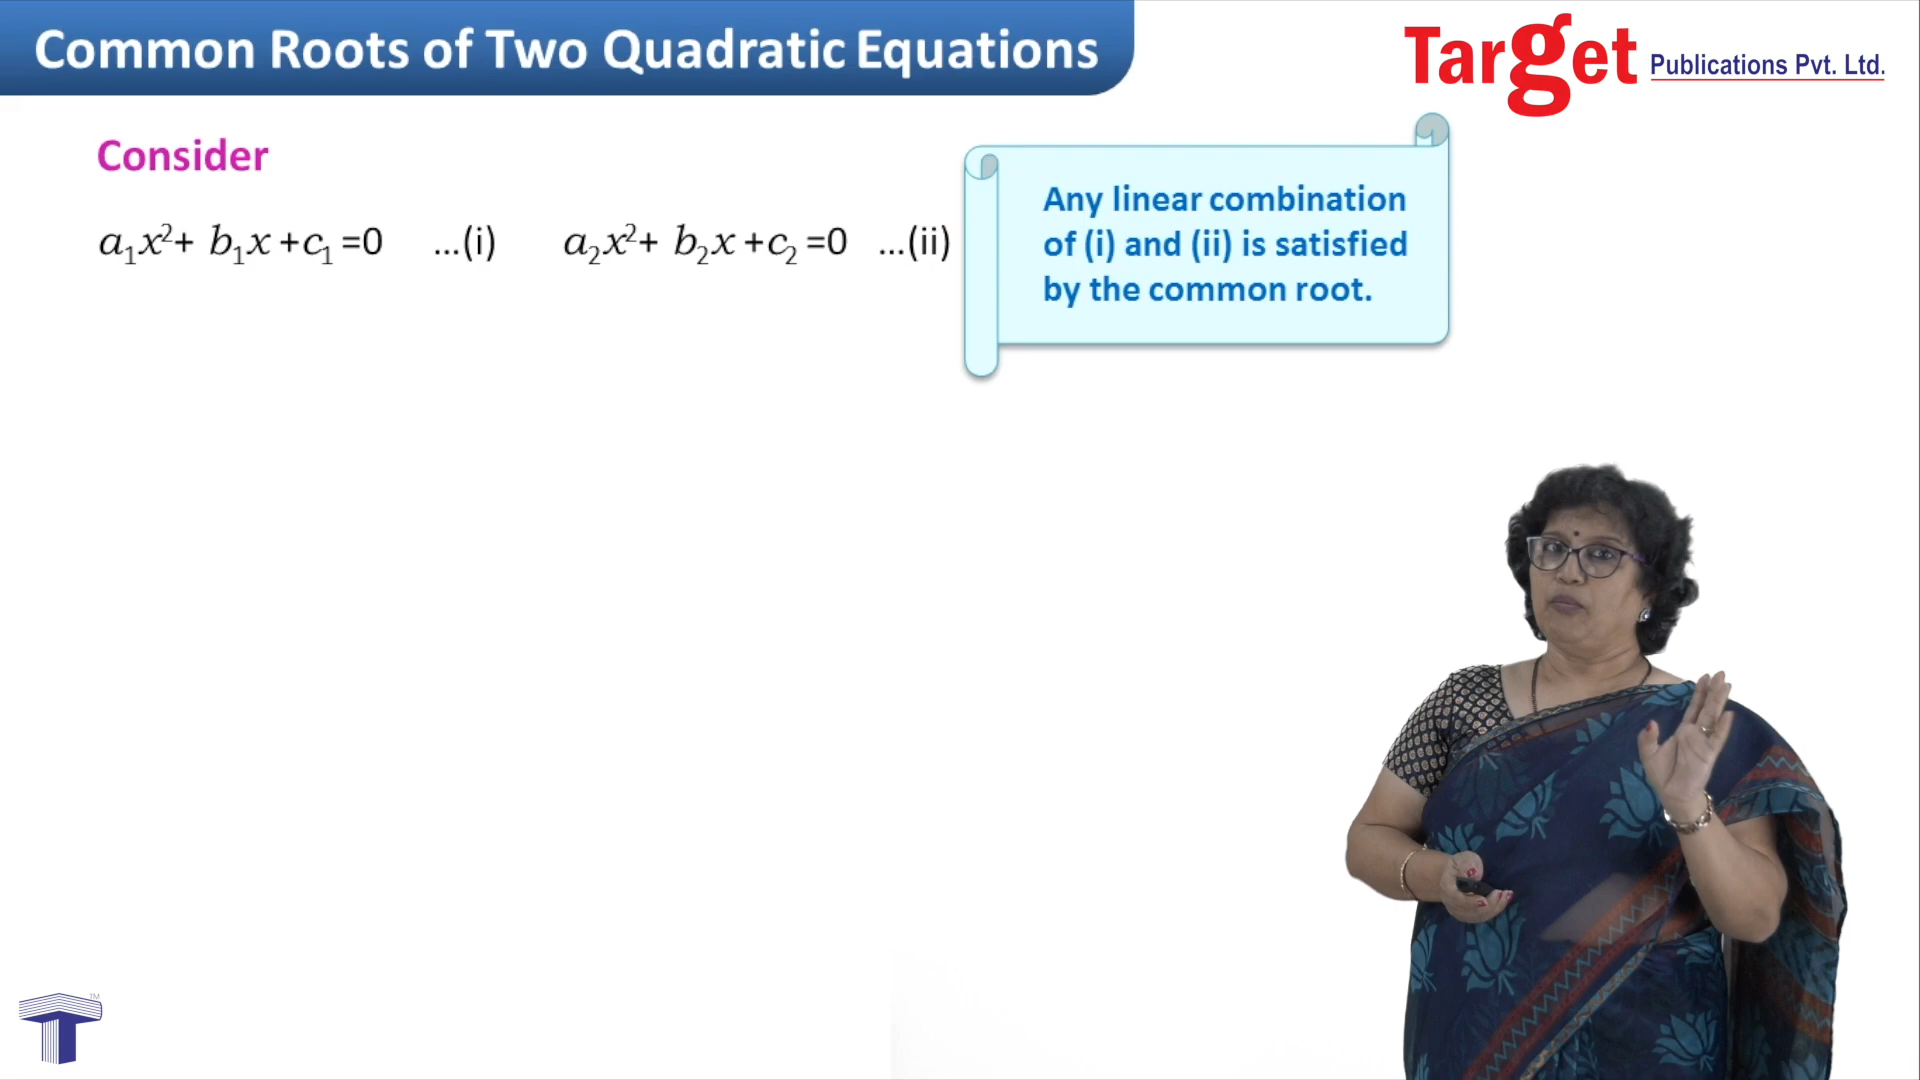 Common Roots of Two Quadratic Equations
Target Publications Pvt. Ltd.
Consider
a₁x²+ b₁x +c₁ =0 ...(i) a₂x²+ b₂x +c₂ =0 ...(ii)
Any linear combination
of (i) and (ii) is satisfied
by the common root.
T
TM